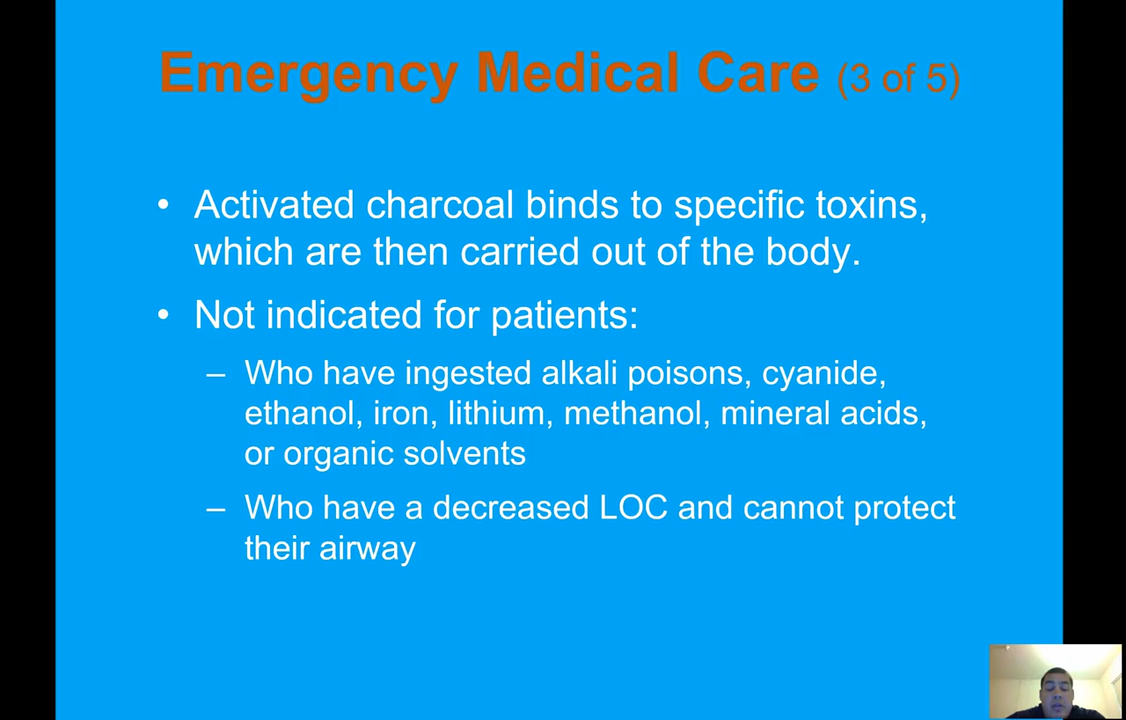 Emergency Medical Care (3 of 5)
• Activated charcoal binds to specific toxins,
which are then carried out of the body.
• Not indicated for patients:
– Who have ingested alkali poisons, cyanide,
ethanol, iron, lithium, methanol, mineral acids,
or organic solvents
– Who have a decreased LOC and cannot protect
their airway